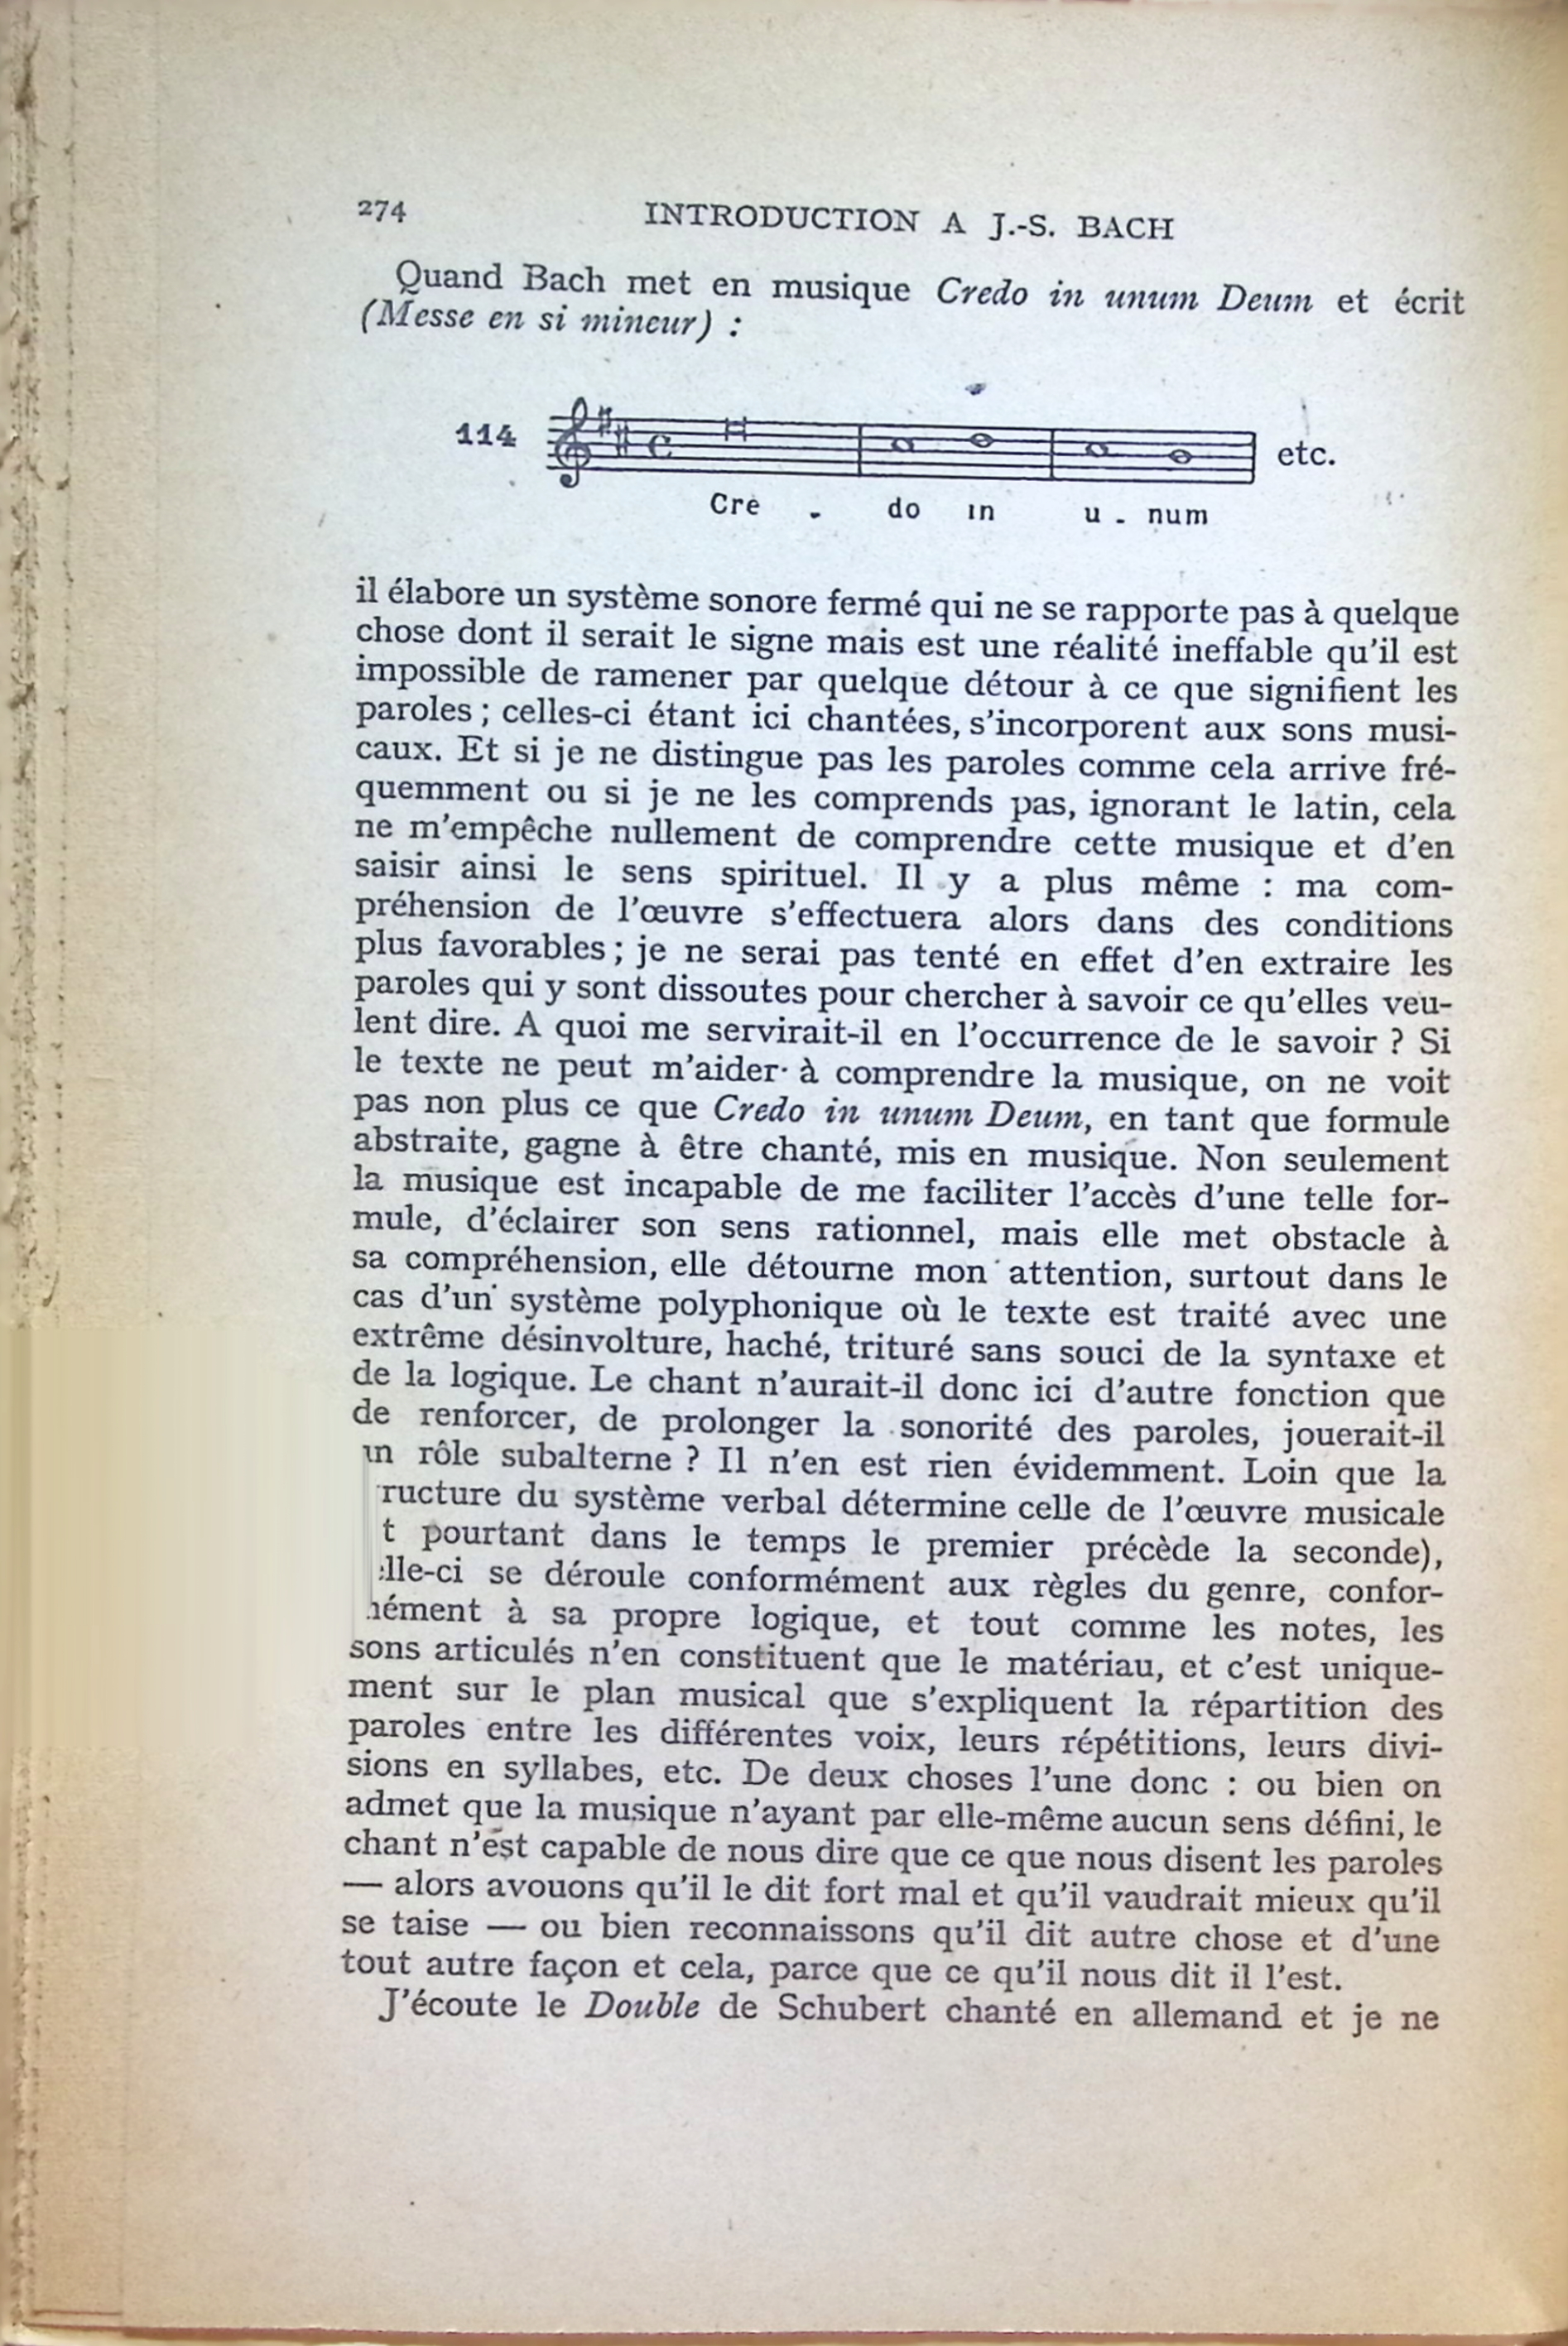 274 INTRODUCTION A J.-S. BACH
Quand Bach met en musique Credo in unum Deum et écrit
(Messe en si mineur) :
114 etc.
Cre - do in u - num
il élabore un système sonore fermé qui ne se rapporte pas à quelque
chose dont il serait le signe mais est une réalité ineffable qu'il est
impossible de ramener par quelque détour à ce que signifient les
paroles ; celles-ci étant ici chantées, s'incorporent aux sons musi-
caux. Et si je ne distingue pas les paroles comme cela arrive fré-
quemment ou si je ne les comprends pas, ignorant le latin, cela
ne m'empêche nullement de comprendre cette musique et d'en
saisir ainsi le sens spirituel. Il y a plus même : ma com-
préhension de l'œuvre s'effectuera alors dans des conditions
plus favorables ; je ne serai pas tenté en effet d'en extraire les
paroles qui y sont dissoutes pour chercher à savoir ce qu'elles veu-
lent dire. A quoi me servirait-il en l'occurrence de le savoir ? Si
le texte ne peut m'aider à comprendre la musique, on ne voit
pas non plus ce que Credo in unum Deum, en tant que formule
abstraite, gagne à être chanté, mis en musique. Non seulement
la musique est incapable de me faciliter l'accès d'une telle for-
mule, d'éclairer son sens rationnel, mais elle met obstacle à
sa compréhension, elle détourne mon attention, surtout dans le
cas d'un système polyphonique où le texte est traité avec une
extrême désinvolture, haché, trituré sans souci de la syntaxe et
de la logique. Le chant n'aurait-il donc ici d'autre fonction que
de renforcer, de prolonger la sonorité des paroles, jouerait-il
un rôle subalterne ? Il n'en est rien évidemment. Loin que la
ructure du système verbal détermine celle de l'œuvre musicale
t pourtant dans le temps le premier précède la seconde),
lle-ci se déroule conformément aux règles du genre, confor-
mément à sa propre logique, et tout comme les notes, les
sons articulés n'en constituent que le matériau, et c'est unique-
ment sur le plan musical que s'expliquent la répartition des
paroles entre les différentes voix, leurs répétitions, leurs divi-
sions en syllabes, etc. De deux choses l'une donc : ou bien on
admet que la musique n'ayant par elle-même aucun sens défini, le
chant n'est capable de nous dire que ce que nous disent les paroles
— alors avouons qu'il le dit fort mal et qu'il vaudrait mieux qu'il
se taise — ou bien reconnaissons qu'il dit autre chose et d'une
tout autre façon et cela, parce que ce qu'il nous dit il l'est.
J'écoute le Double de Schubert chanté en allemand et je ne